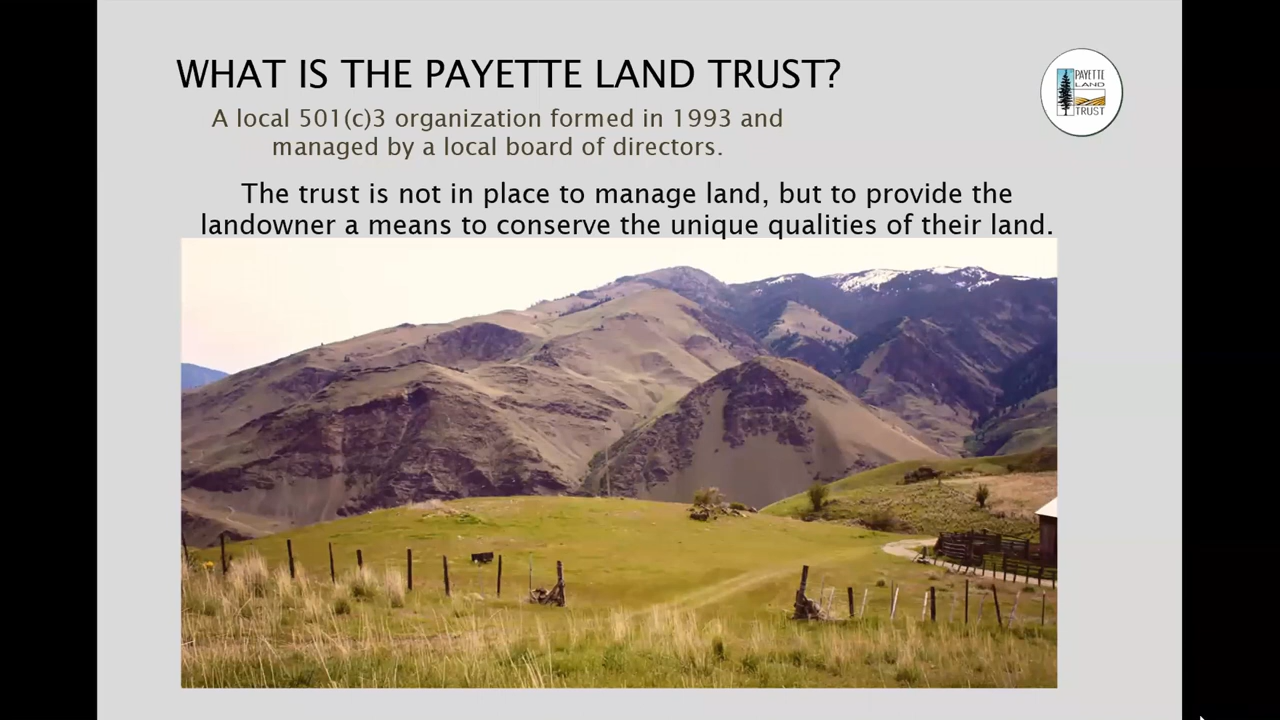 WHAT IS THE PAYETTE LAND TRUST?
A local 501(c)3 organization formed in 1993 and
managed by a local board of directors.
The trust is not in place to manage land, but to provide the
landowner a means to conserve the unique qualities of their land.
PAYETTE
LAND
TRUST